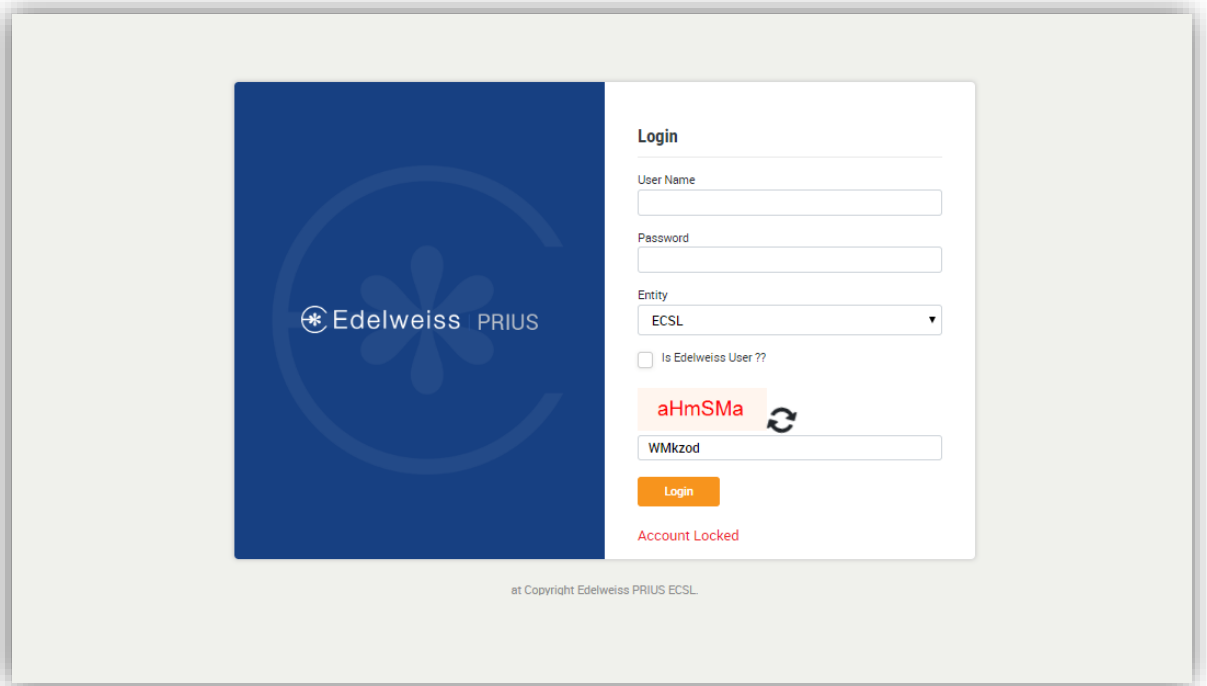 Login
User Name
Password
Entity
ECSL
Is Edelweiss User ??
Edelweiss PRIUS
aHmSMa
WMkzod
Login
Account Locked
at Copyright Edelweiss PRIUS ECSL.